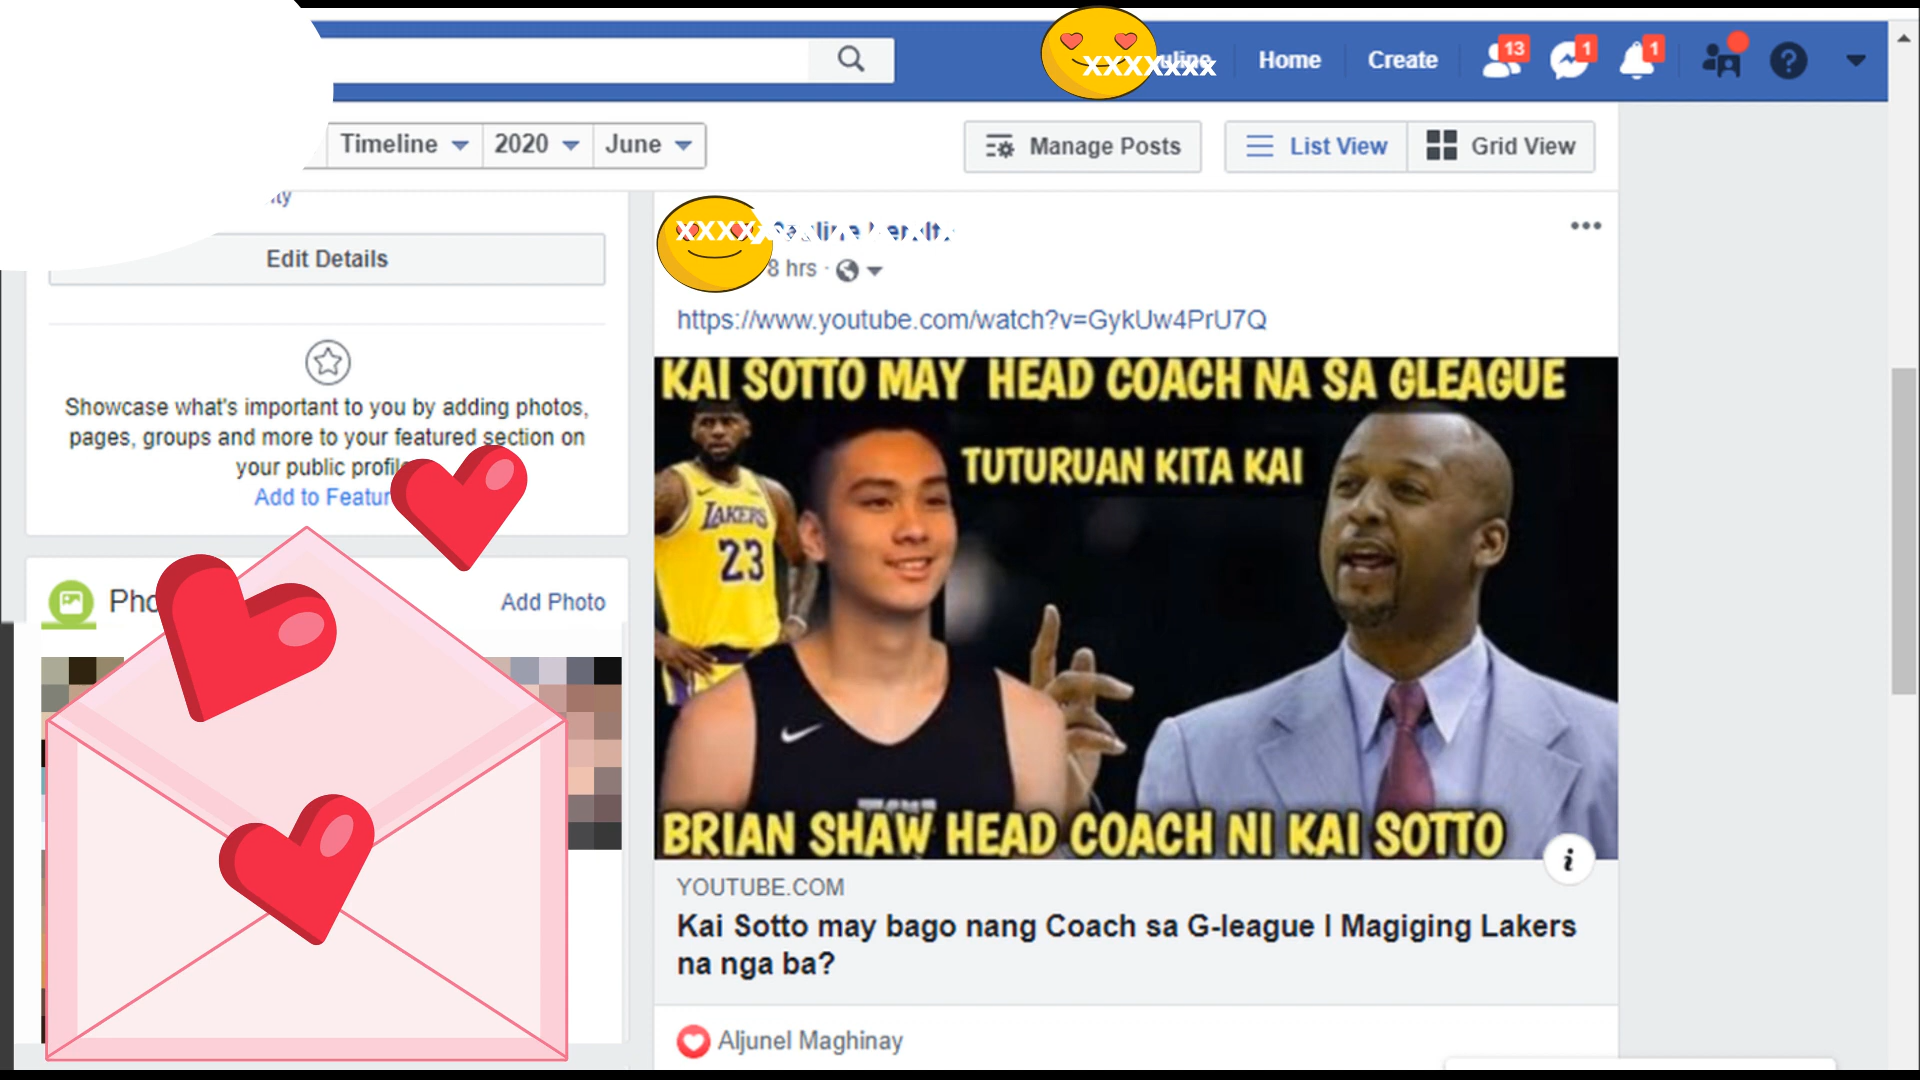 Home
Create
13
1
1
Timeline
2020
June
Manage Posts
List View
Grid View
Edit Details
8 hrs ·
https://www.youtube.com/watch?v=GykUw4PrU7Q
Showcase what's important to you by adding photos,
pages, groups and more to your featured section on
your public
Add to
Add Photo
KAI SOTTO MAY HEAD COACH NA SA GLEAGUE
TUTURUAN KITA KAI
LAKERS
23
BRIAN SHAW HEAD COACH NI KAI SOTTO
YOUTUBE.COM
Kai Sotto may bago nang Coach sa G-league l Magiging Lakers
na nga ba?
Aljunel Maghinay